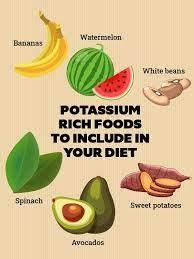 Watermelon
Bananas
White beans
POTASSIUM
RICH FOODS
TO INCLUDE IN
YOUR DIET
Spinach
Sweet potatoes
Avocados